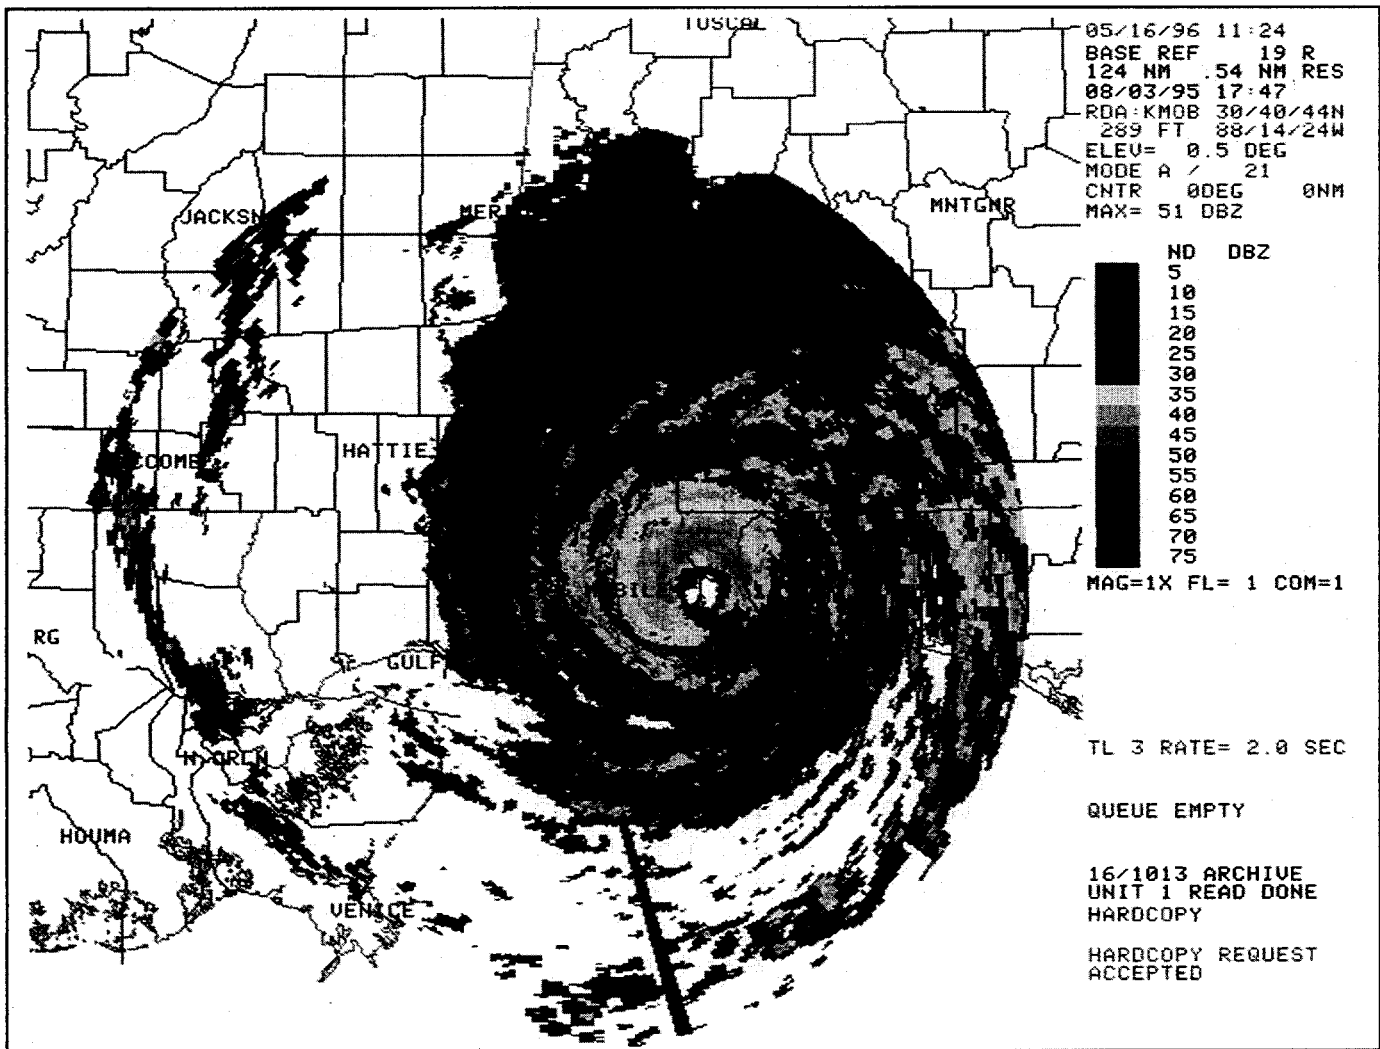 TUSCAL
JACKSN
MER
MNTGMR
HATTIE
CCOMB
BIL
GULF
RG
N ORLN
HOUMA
VENICE
05/16/96 11:24
BASE REF 19 R
124 NM .54 NM RES
08/03/95 17:47
RDA:KMOB 30/40/44N
289 FT 88/14/24W
ELEV= 0.5 DEG
MODE A / 21
CNTR 0DEG 0NM
MAX= 51 DBZ
ND DBZ
5
10
15
20
25
30
35
40
45
50
55
60
65
70
75
MAG=1X FL= 1 COM=1
TL 3 RATE= 2.0 SEC
QUEUE EMPTY
16/1013 ARCHIVE
UNIT 1 READ DONE
HARDCOPY
HARDCOPY REQUEST
ACCEPTED